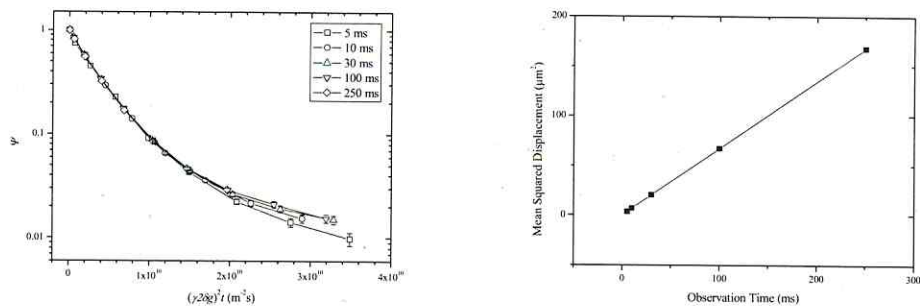 1
0.1
0.01
Ψ
0
1x10¹⁰
2x10¹⁰
3x10¹⁰
4x10¹⁰
(γ2δg)²t (m⁻²s)
5 ms
10 ms
30 ms
100 ms
250 ms
200
100
0
Mean Squared Displacement (μm²)
0
100
200
300
Observation Time (ms)